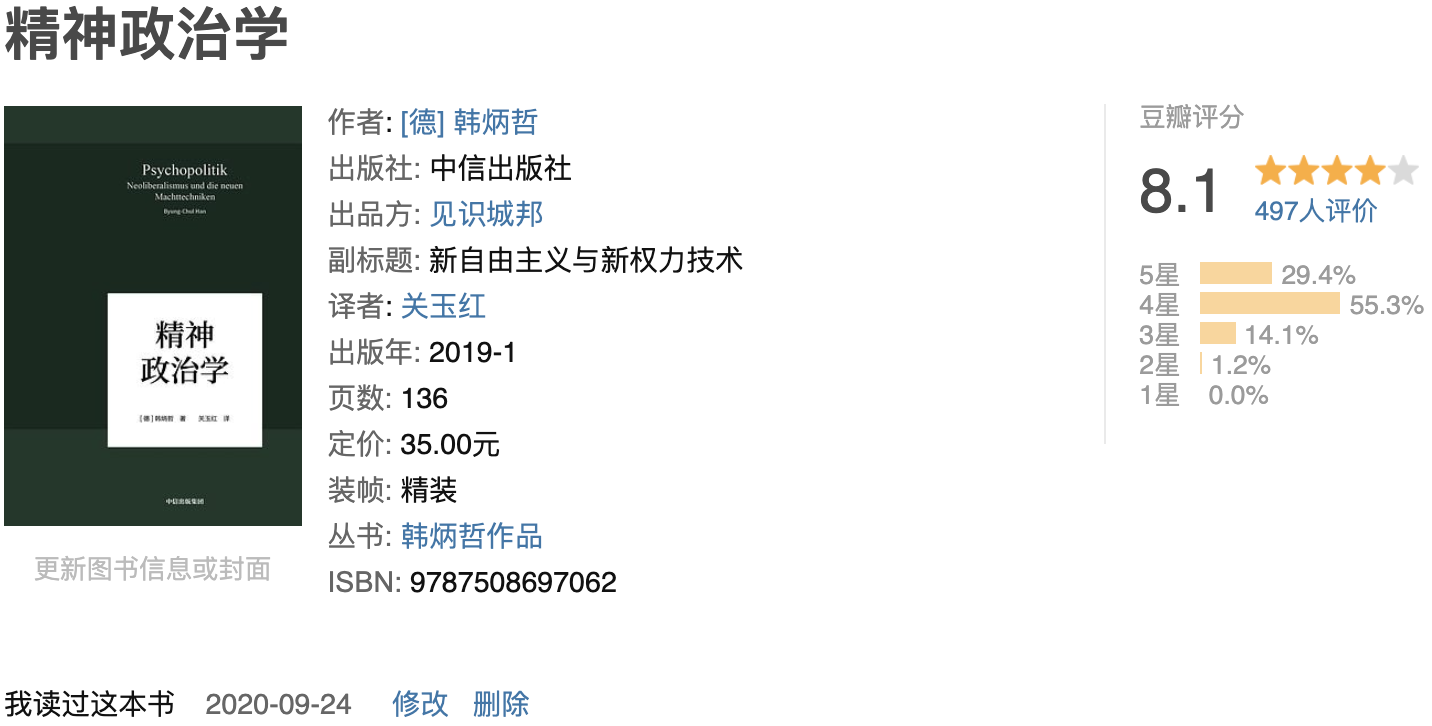 精神政治学
Psychopolitik
Neoliberalismus und die neuen
Machttechniken
Byung-Chul Han
精神
政治学
[德]韩炳哲 著 关玉红 译
中信出版集团
更新图书信息或封面
作者: [德] 韩炳哲
出版社: 中信出版社
出品方: 见识城邦
副标题: 新自由主义与新权力技术
译者: 关玉红
出版年: 2019-1
页数: 136
定价: 35.00元
装帧: 精装
丛书: 韩炳哲作品
ISBN: 9787508697062
豆瓣评分
8.1
497人评价
5星 29.4%
4星 55.3%
3星 14.1%
2星 1.2%
1星 0.0%
我读过这本书 2020-09-24 修改 删除